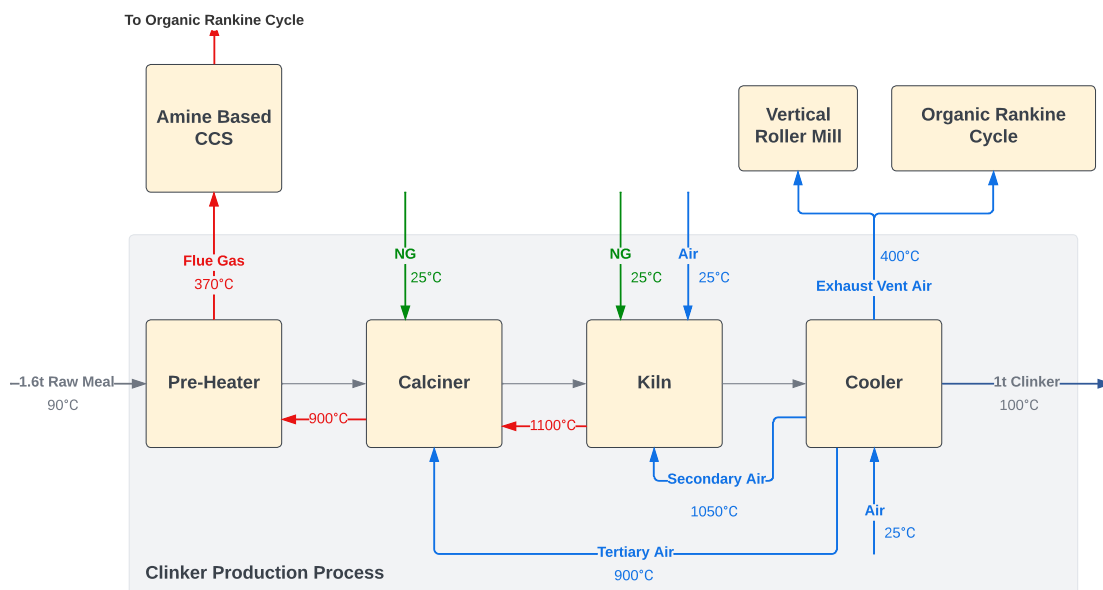 To Organic Rankine Cycle
Amine Based
CCS
Vertical
Roller Mill
Organic Rankine
Cycle
Flue Gas
370°C
NG
25°C
NG
25°C
Air
25°C
400°C
Exhaust Vent Air
1.6t Raw Meal
90°C
Pre-Heater
900°C
Calciner
1100°C
Kiln
Cooler
1t Clinker
100°C
Secondary Air
1050°C
Air
25°C
Tertiary Air
900°C
Clinker Production Process